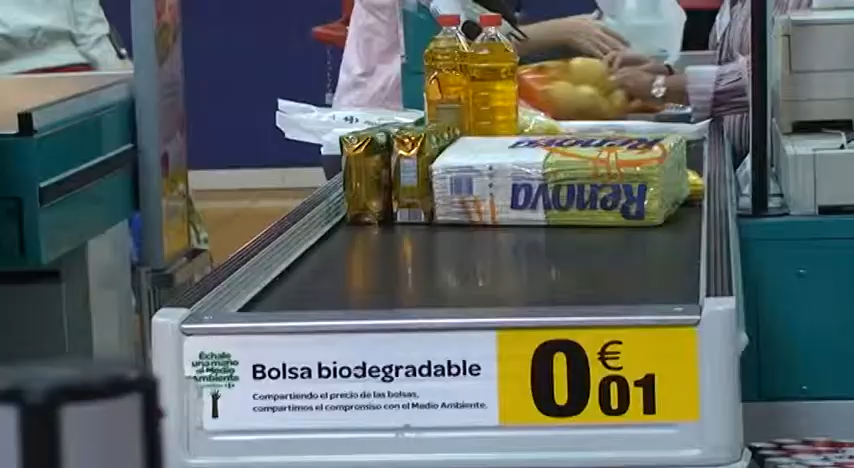 Renova
Renova
Échale
una mano
al Medio
Ambiente
Bolsa biodegradable
Compartiendo el precio de las bolsas,
compartimos el compromiso con el Medio Ambiente.
0 €
01